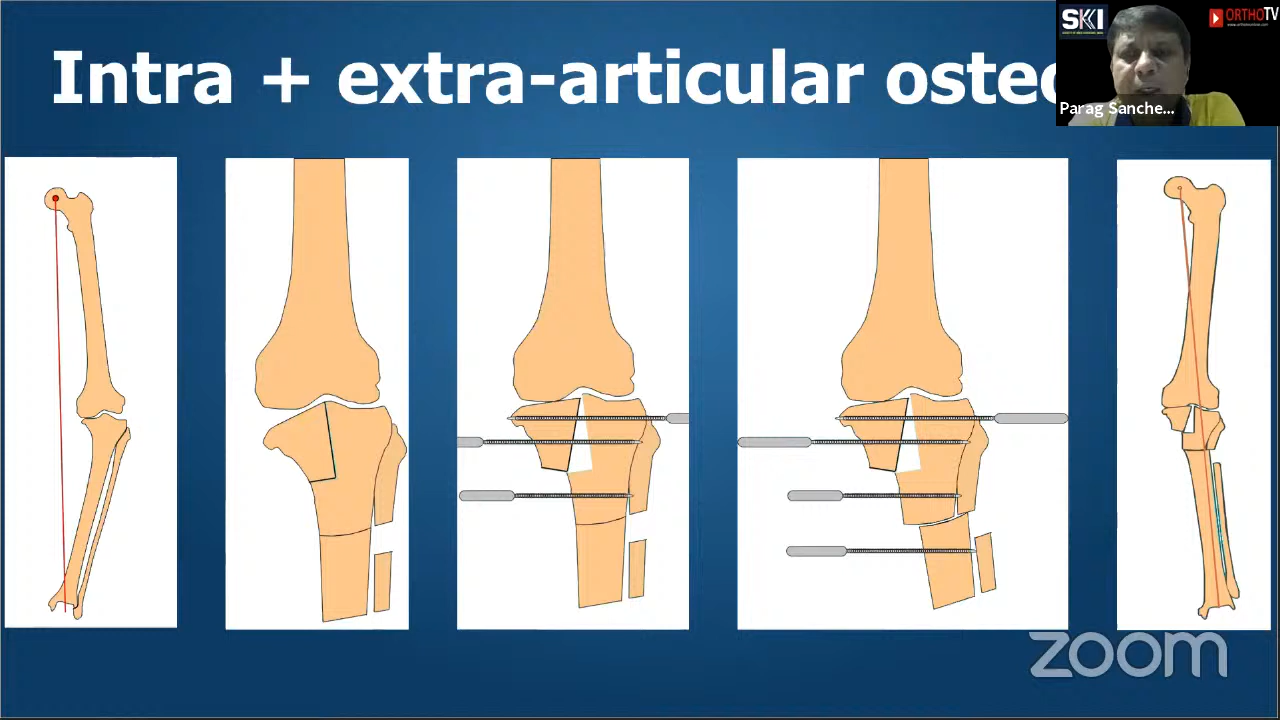 Intra + extra-articular osteo
SKI
ORTHOTV
Parag Sanche...
zoom